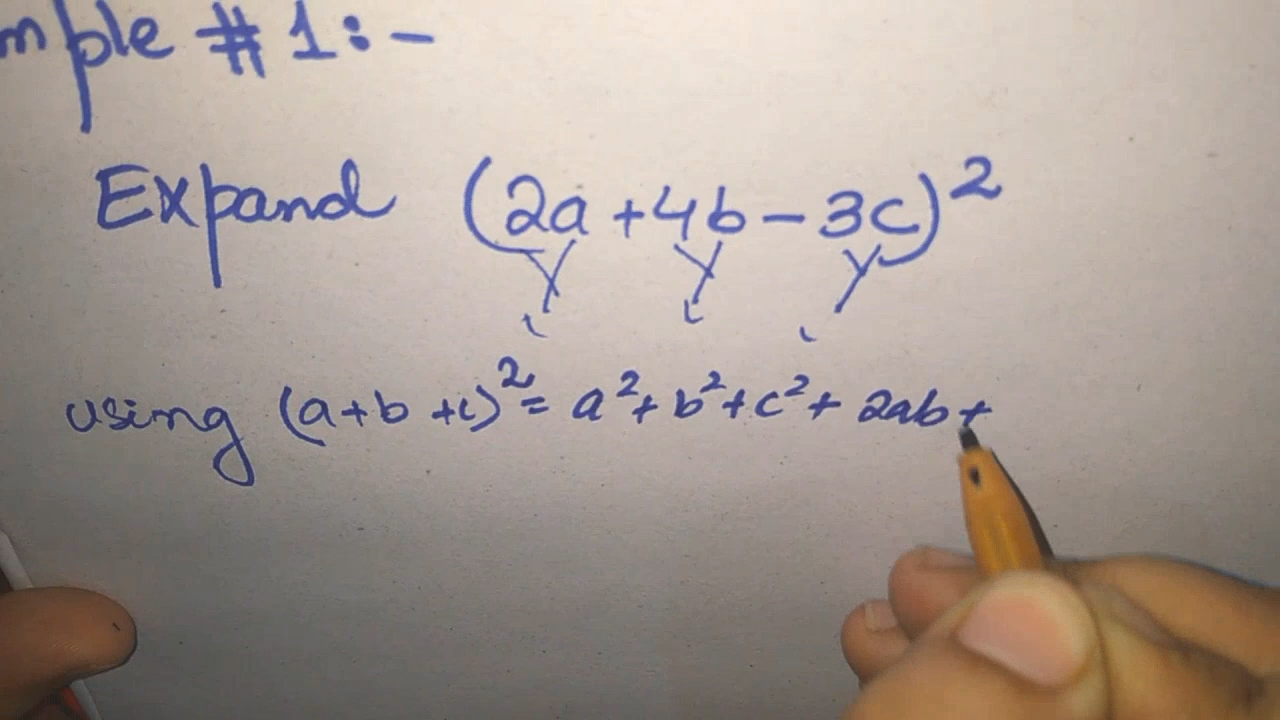 mple #1:-
Expand (2a+4b-3c)²
using (a+b+c)²= a²+b²+c²+2ab+